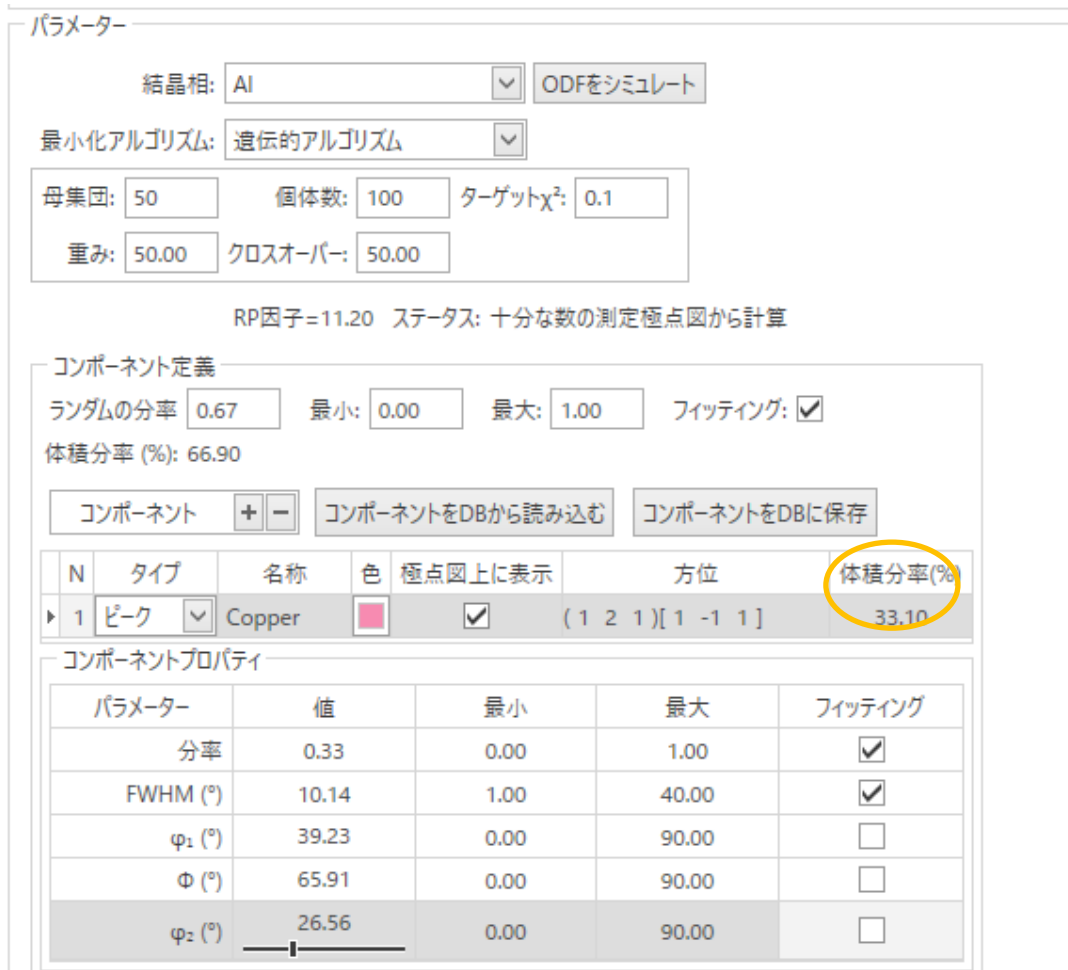 パラメーター
結晶相: Al ODFをシミュレート
最小化アルゴリズム: 遺伝的アルゴリズム
母集団: 50 個体数: 100 ターゲットχ²: 0.1
重み: 50.00 クロスオーバー: 50.00
RP因子=11.20 ステータス: 十分な数の測定極点図から計算
コンポーネント定義
ランダムの分率 0.67 最小: 0.00 最大: 1.00 フィッティング:
体積分率 (%): 66.90
コンポーネント + − コンポーネントをDBから読み込む コンポーネントをDBに保存
N タイプ 名称 色 極点図上に表示 方位 体積分率(%)
1 ピーク Copper ( 1 2 1 )[ 1 -1 1 ] 33.10
コンポーネントプロパティ
パラメーター 値 最小 最大 フィッティング
分率 0.33 0.00 1.00
FWHM (°) 10.14 1.00 40.00
φ₁ (°) 39.23 0.00 90.00
Φ (°) 65.91 0.00 90.00
φ₂ (°) 26.56 0.00 90.00